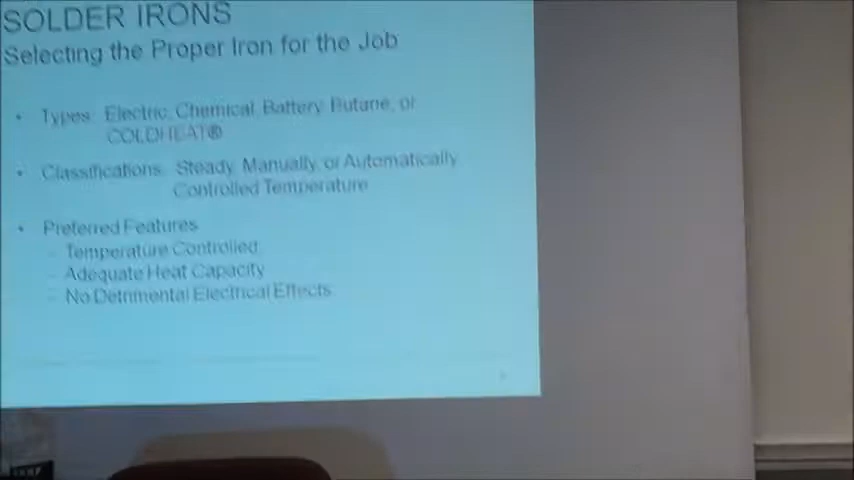 SOLDER IRONS
Selecting the Proper Iron for the Job
• Types: Electric, Chemical, Battery, Butane, or
COLDHEAT®
• Classifications: Steady, Manually, or Automatically
Controlled Temperature
• Preferred Features
– Temperature Controlled
– Adequate Heat Capacity
– No Detrimental Electrical Effects